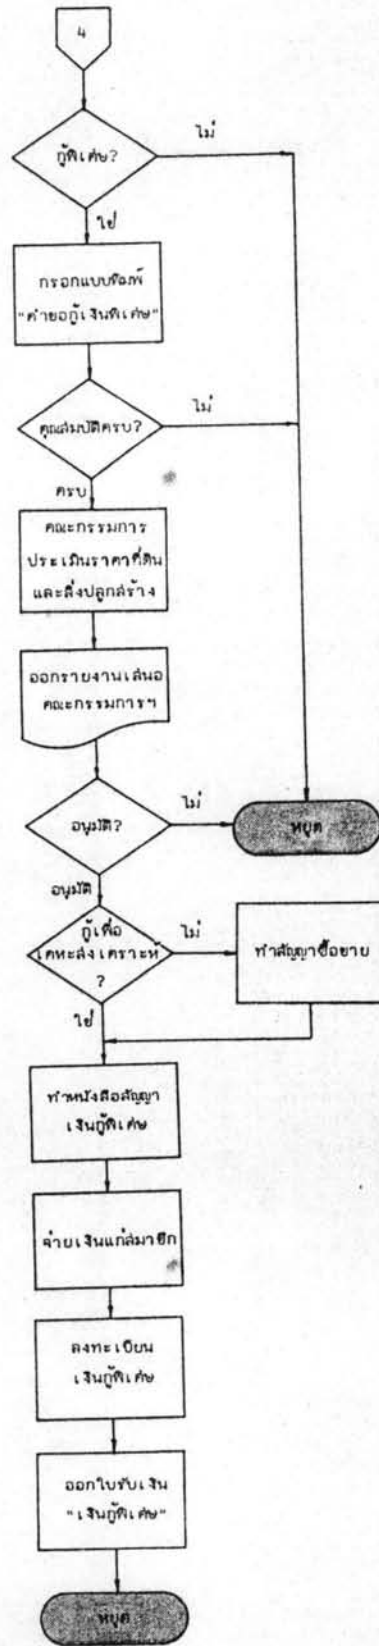 4
กู้พิเศษ?
ไม่
ใช่
กรอกแบบพิมพ์
"คำขอกู้เงินพิเศษ"
คุณสมบัติครบ?
ไม่
ครบ
คณะกรรมการ
ประเมินราคาที่ดิน
และสิ่งปลูกสร้าง
ออกรายงานเสนอ
คณะกรรมการฯ
อนุมัติ?
ไม่
หยุด
อนุมัติ
กู้เพื่อ
เคหะสงเคราะห์
?
ไม่
ทำสัญญาซื้อขาย
ใช่
ทำหนังสือสัญญา
เงินกู้พิเศษ
จ่ายเงินแก่สมาชิก
ลงทะเบียน
เงินกู้พิเศษ
ออกใบรับเงิน
"เงินกู้พิเศษ"
หยุด